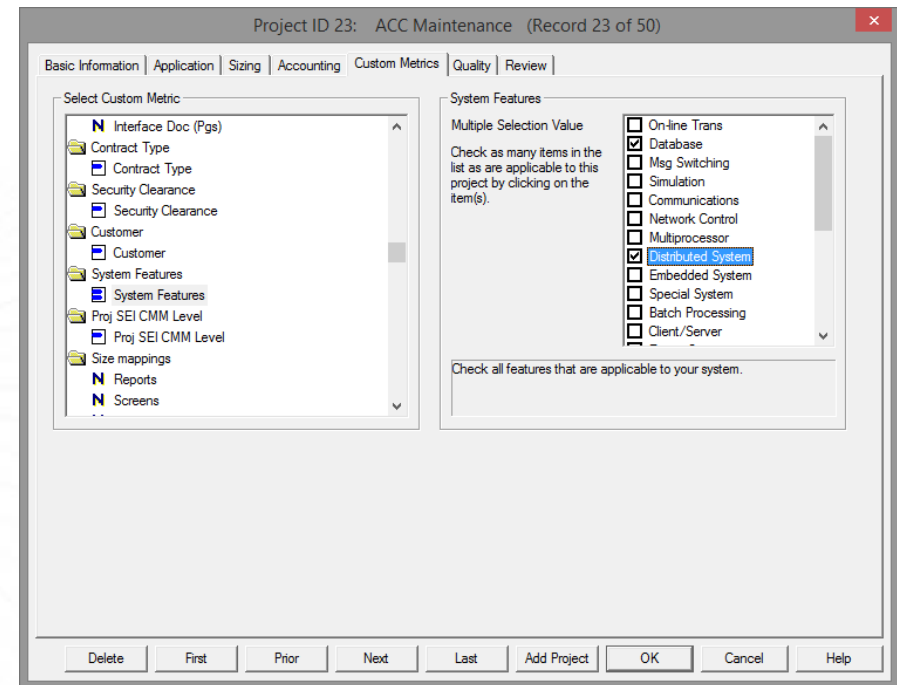 Project ID 23: ACC Maintenance (Record 23 of 50)
Basic Information Application Sizing Accounting Custom Metrics Quality Review
Select Custom Metric
N Interface Doc (Pgs)
Contract Type
Contract Type
Security Clearance
Security Clearance
Customer
Customer
System Features
System Features
Proj SEI CMM Level
Proj SEI CMM Level
Size mappings
N Reports
N Screens
System Features
Multiple Selection Value
Check as many items in the
list as are applicable to this
project by clicking on the
item(s).
On-line Trans
Database
Msg Switching
Simulation
Communications
Network Control
Multiprocessor
Distributed System
Embedded System
Special System
Batch Processing
Client/Server
Check all features that are applicable to your system.
Delete First Prior Next Last Add Project OK Cancel Help